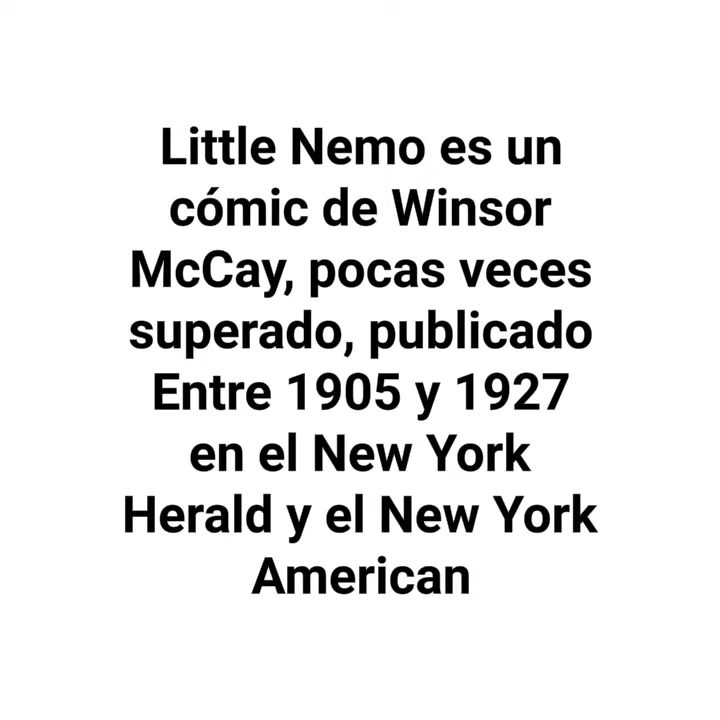 Little Nemo es un
cómic de Winsor
McCay, pocas veces
superado, publicado
Entre 1905 y 1927
en el New York
Herald y el New York
American